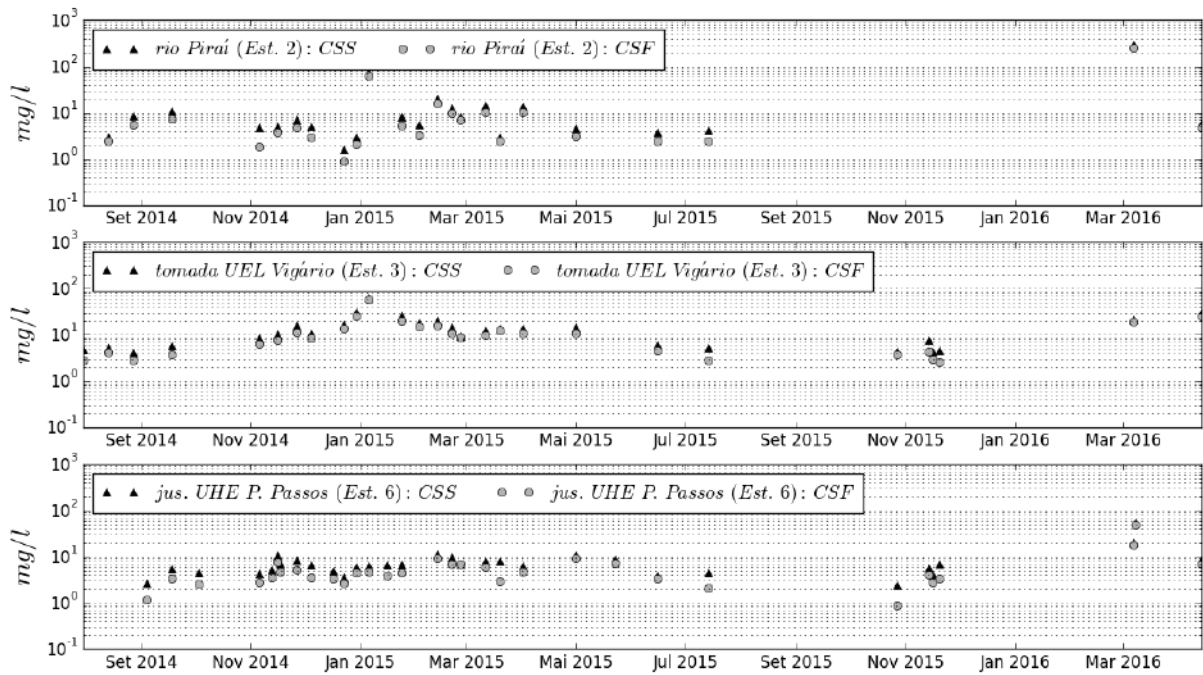 10³
10²
10¹
10⁰
10⁻¹
mg/l
rio Piraí (Est. 2): CSS rio Piraí (Est. 2): CSF
Set 2014 Nov 2014 Jan 2015 Mar 2015 Mai 2015 Jul 2015 Set 2015 Nov 2015 Jan 2016 Mar 2016
10³
10²
10¹
10⁰
10⁻¹
mg/l
tomada UEL Vigário (Est. 3): CSS tomada UEL Vigário (Est. 3): CSF
Set 2014 Nov 2014 Jan 2015 Mar 2015 Mai 2015 Jul 2015 Set 2015 Nov 2015 Jan 2016 Mar 2016
10³
10²
10¹
10⁰
10⁻¹
mg/l
jus. UHE P. Passos (Est. 6): CSS jus. UHE P. Passos (Est. 6): CSF
Set 2014 Nov 2014 Jan 2015 Mar 2015 Mai 2015 Jul 2015 Set 2015 Nov 2015 Jan 2016 Mar 2016